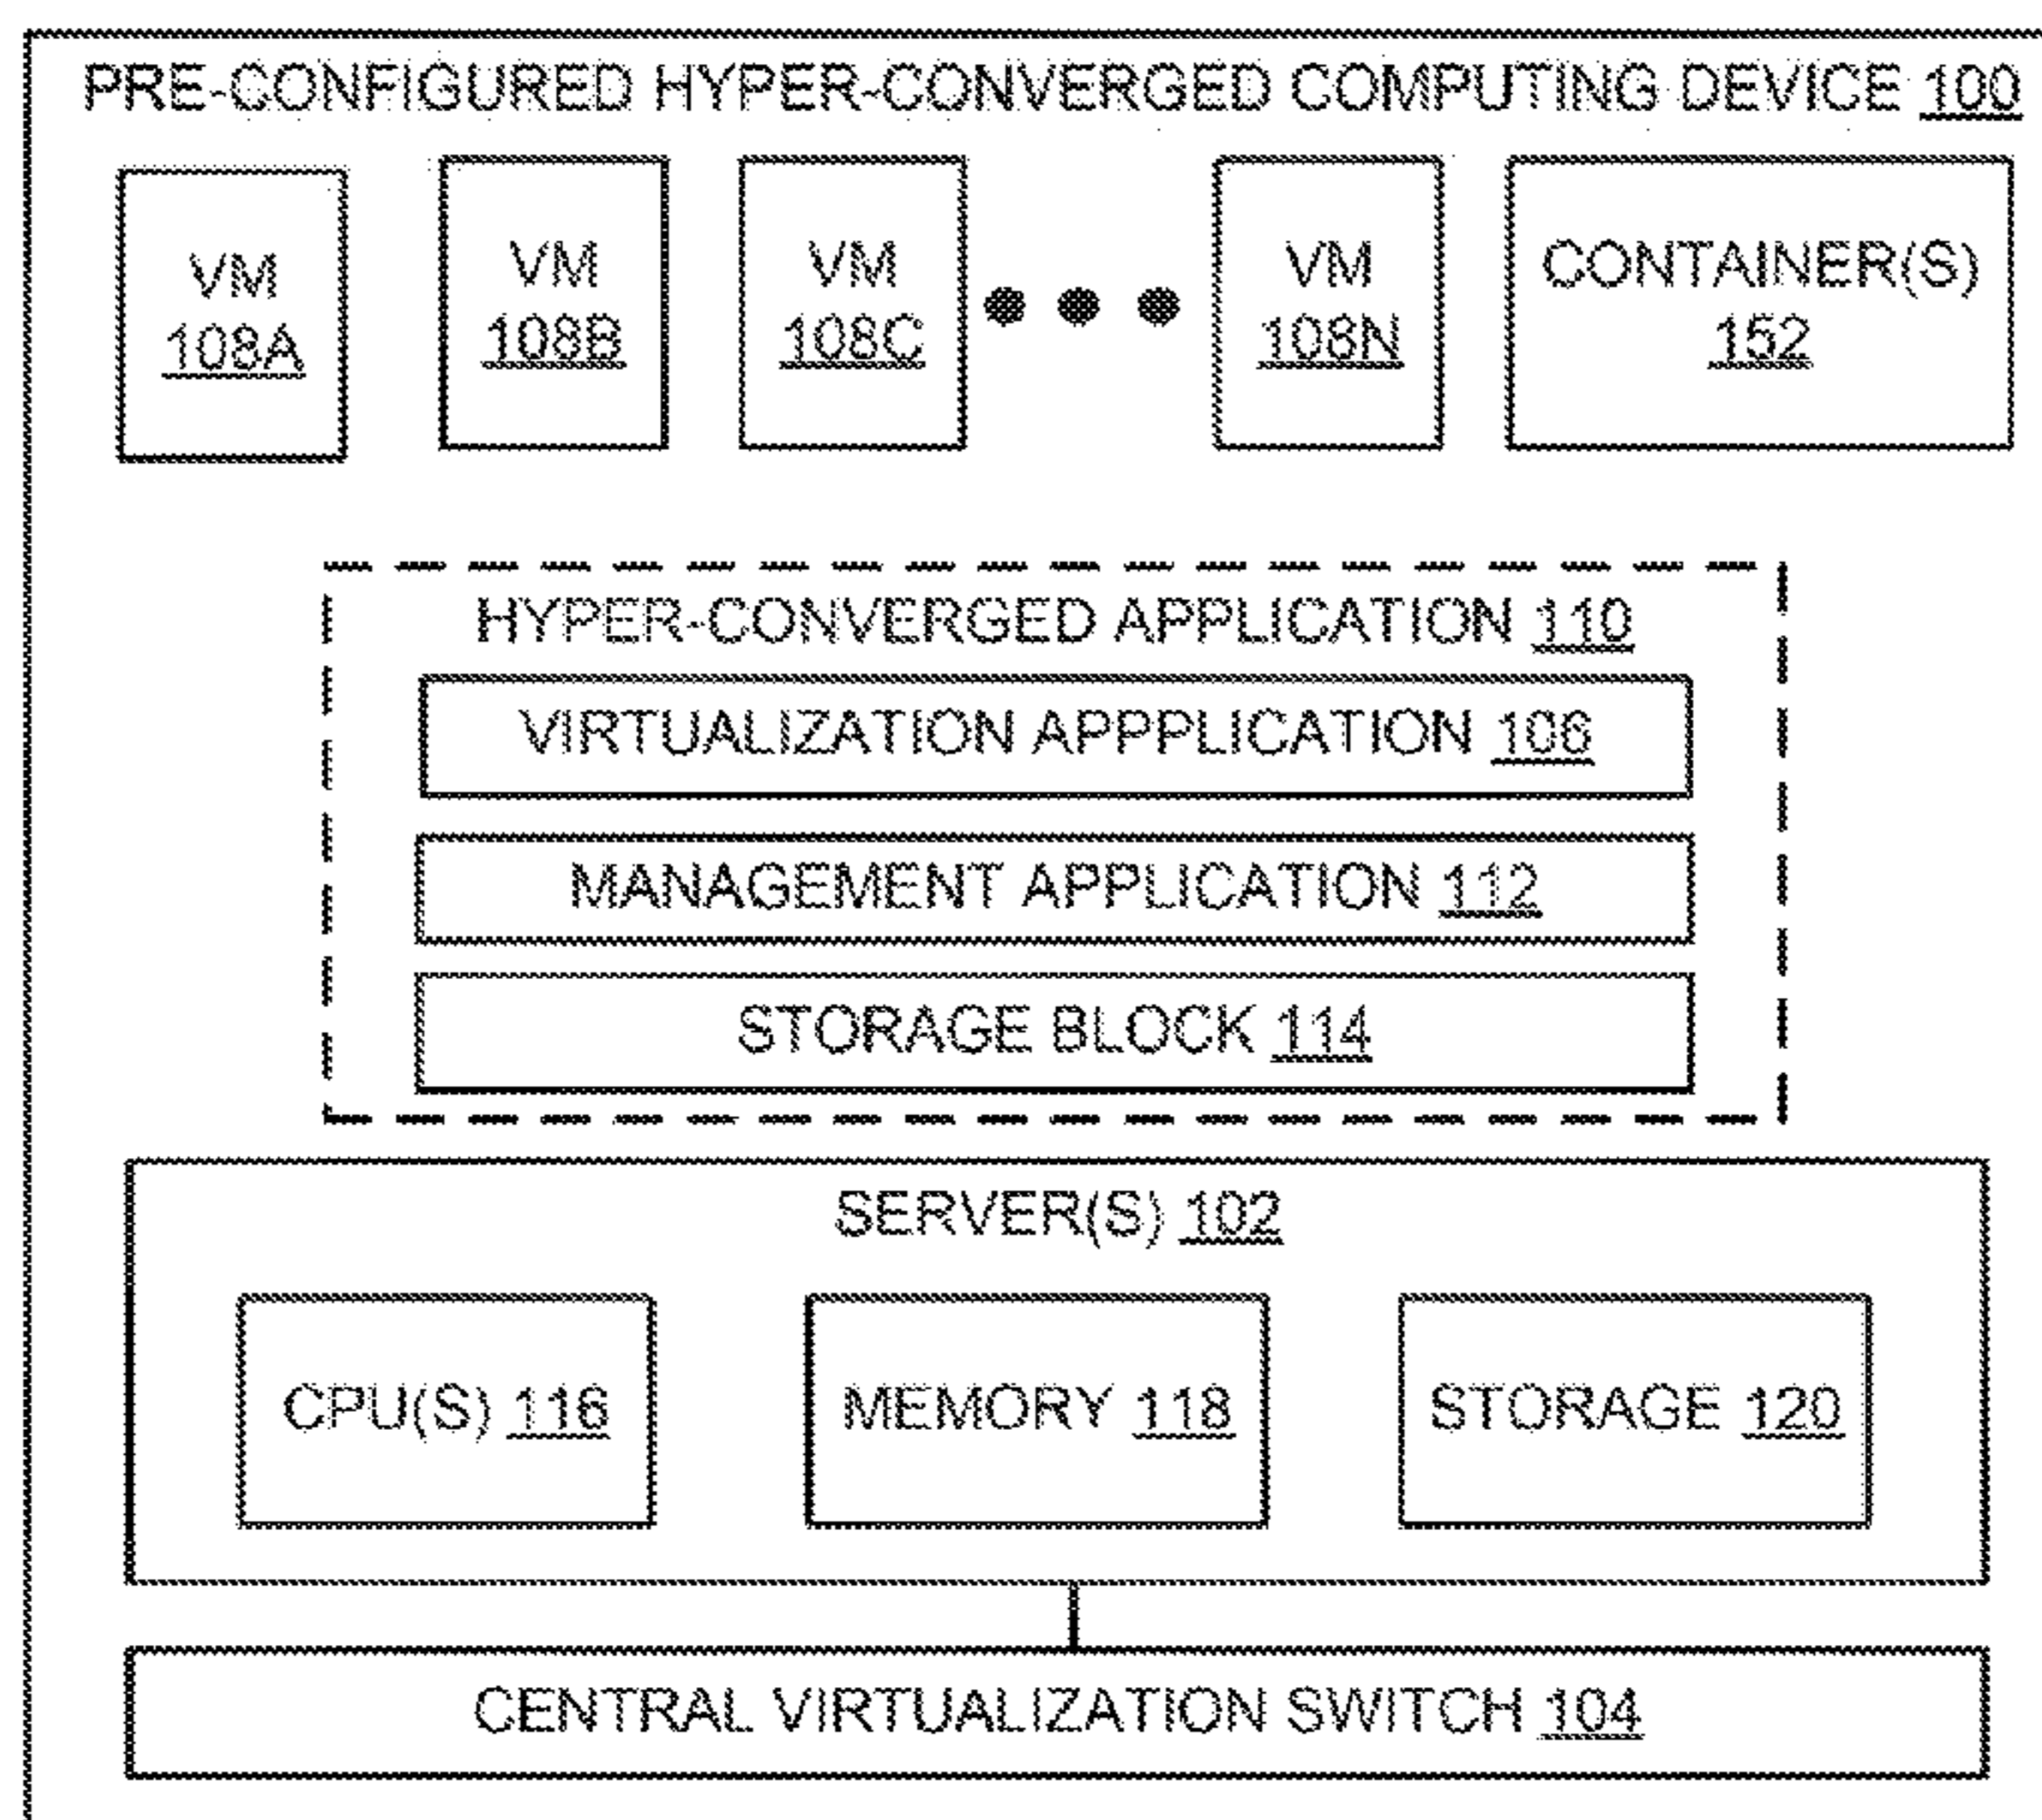 PRE-CONFIGURED HYPER-CONVERGED COMPUTING DEVICE 100
VM
108A
VM
108B
VM
108C
VM
108N
CONTAINER(S)
152
HYPER-CONVERGED APPLICATION 110
VIRTUALIZATION APPPLICATION 106
MANAGEMENT APPLICATION 112
STORAGE BLOCK 114
SERVER(S) 102
CPU(S) 116
MEMORY 118
STORAGE 120
CENTRAL VIRTUALIZATION SWITCH 104